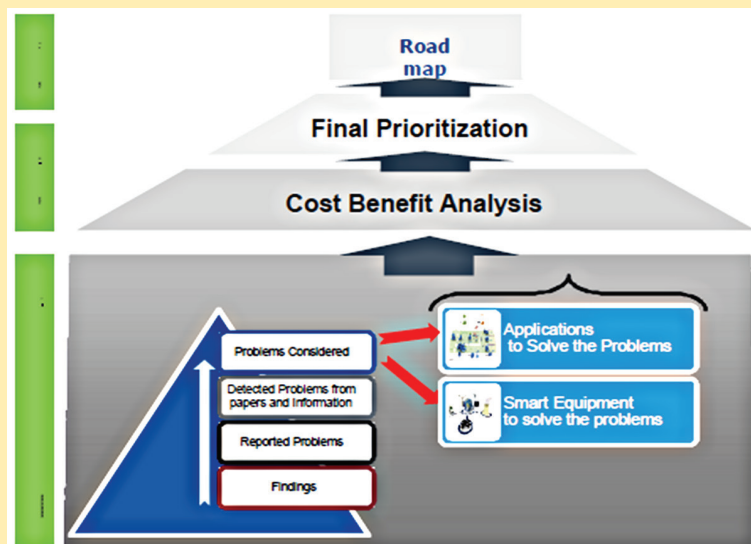 Road
map
Final Prioritization
Cost Benefit Analysis
Problems Considered
Detected Problems from
papers and Information
Reported Problems
Findings
Applications
to Solve the Problems
Smart Equipment
to solve the problems